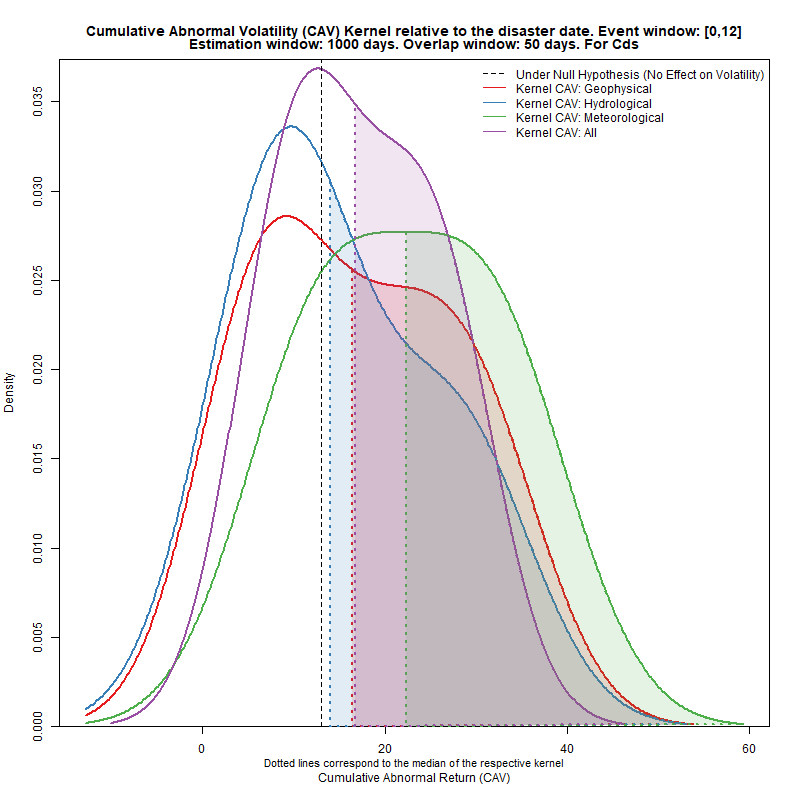 Cumulative Abnormal Volatility (CAV) Kernel relative to the disaster date. Event window: [0,12]
Estimation window: 1000 days. Overlap window: 50 days. For Cds
Under Null Hypothesis (No Effect on Volatility)
Kernel CAV: Geophysical
Kernel CAV: Hydrological
Kernel CAV: Meteorological
Kernel CAV: All
Density
0.035
0.030
0.025
0.020
0.015
0.010
0.005
0.000
0 20 40 60
Dotted lines correspond to the median of the respective kernel
Cumulative Abnormal Return (CAV)